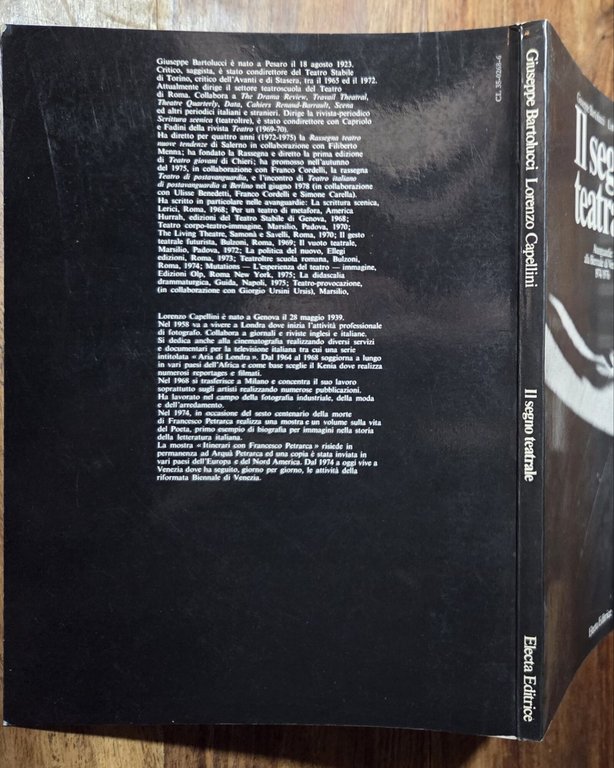 Giuseppe Bartolucci è nato a Pesaro il 18 agosto 1923.
Critico, saggista, è stato condirettore del Teatro Stabile
di Torino, critico dell'Avanti e di Stasera, tra il 1965 ed il 1972.
Attualmente dirige il settore teatroscuola del Teatro
di Roma. Collabora a The Drama Review, Travail Théatral,
Theatre Quarterly, Data, Cahiers Renaud-Barrault, Scena
ed altri periodici italiani e stranieri. Dirige la rivista-periodico
Scrittura scenica (teatroltre), è stato condirettore con Capriolo
e Fadini della rivista Teatro (1969-70).
Ha diretto per quattro anni (1972-1975) la Rassegna teatro
nuove tendenze di Salerno in collaborazione con Filiberto
Menna; ha fondato la Rassegna e diretto la prima edizione
di Teatro giovani di Chieri; ha promosso nell'autunno
del 1975, in collaborazione con Franco Cordelli, la rassegna
Teatro di postavanguardia, e l'incontro di Teatro italiano
di postavanguardia a Berlino nel giugno 1978 (in collaborazione
con Ulisse Benedetti, Franco Cordelli e Simone Carella).
Ha scritto in particolare nelle avanguardie: La scrittura scenica,
Lerici, Roma, 1968; Per un teatro di metafora, America
Hurrah, edizioni del Teatro Stabile di Genova, 1968;
Teatro corpo-teatro-immagine, Marsilio, Padova, 1970;
The Living Theatre, Samonà e Savelli, Roma, 1970; Il gesto
teatrale futurista, Bulzoni, Roma, 1969; Il vuoto teatrale,
Marsilio, Padova, 1972; La politica del nuovo, Ellegi
edizioni, Roma, 1973; Teatroltre scuola romana, Bulzoni,
Roma, 1974; Mutations — L'esperienza del teatro — immagine,
Edizioni Olp, Roma New York, 1975; La didascalia
drammaturgica, Guida, Napoli, 1975; Teatro-provocazione,
(in collaborazione con Giorgio Ursini Ursis), Marsilio,
Lorenzo Capellini è nato a Genova il 28 maggio 1939.
Nel 1958 va a vivere a Londra dove inizia l'attività professionale
di fotografo. Collabora a giornali e riviste inglesi e italiane.
Si dedica anche alla cinematografia realizzando diversi servizi
e documentari per la televisione italiana tra cui una serie
intitolata «Aria di Londra». Dal 1964 al 1968 soggiorna a lungo
in vari paesi dell'Africa e come base sceglie il Kenia dove realizza
numerosi reportages e filmati.
Nel 1968 si trasferisce a Milano e concentra il suo lavoro
soprattutto sugli artisti realizzando numerose pubblicazioni.
Ha lavorato nel campo della fotografia industriale, della moda
e dell'arredamento.
Nel 1974, in occasione del sesto centenario della morte
di Francesco Petrarca realizza una mostra e un volume sulla vita
del Poeta, primo esempio di biografia per immagini nella storia
della letteratura italiana.
La mostra «Itinerari con Francesco Petrarca» risiede in
permanenza ad Arquà Petrarca ed una copia è stata inviata in
vari paesi dell'Europa e del Nord America. Dal 1974 a oggi vive a
Venezia dove ha seguito, giorno per giorno, le attività della
riformata Biennale di Venezia.
CL 35-0268-6
Giuseppe Bartolucci Lorenzo Capellini
Il segno teatrale
Electa Editrice
Giuseppe Bartolucci
Il segn
teatra
Electa Editrice